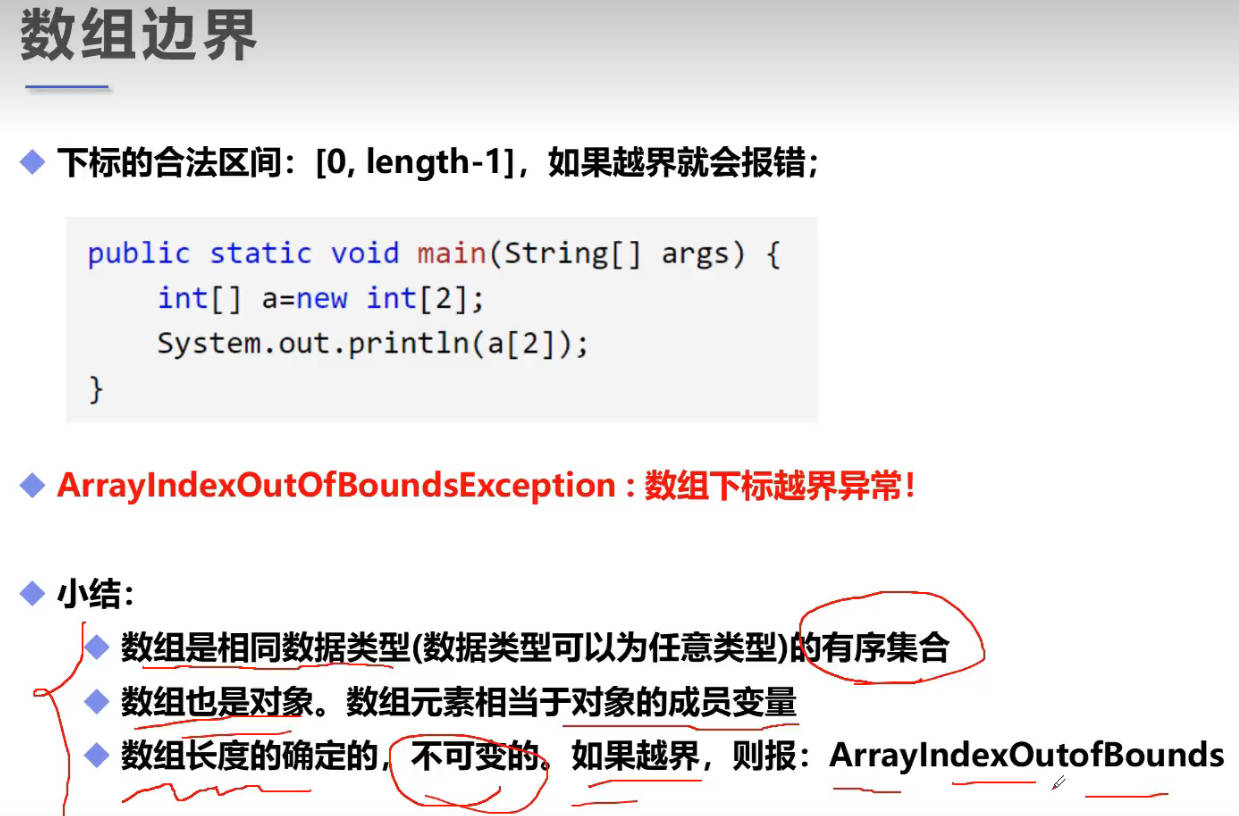 数组边界
下标的合法区间：[0, length-1]，如果越界就会报错；
public static void main(String[] args) {
    int[] a=new int[2];
    System.out.println(a[2]);
}
ArrayIndexOutOfBoundsException : 数组下标越界异常！
小结：
数组是相同数据类型(数据类型可以为任意类型)的有序集合
数组也是对象。数组元素相当于对象的成员变量
数组长度的确定的，不可变的。如果越界，则报：ArrayIndexOutofBounds